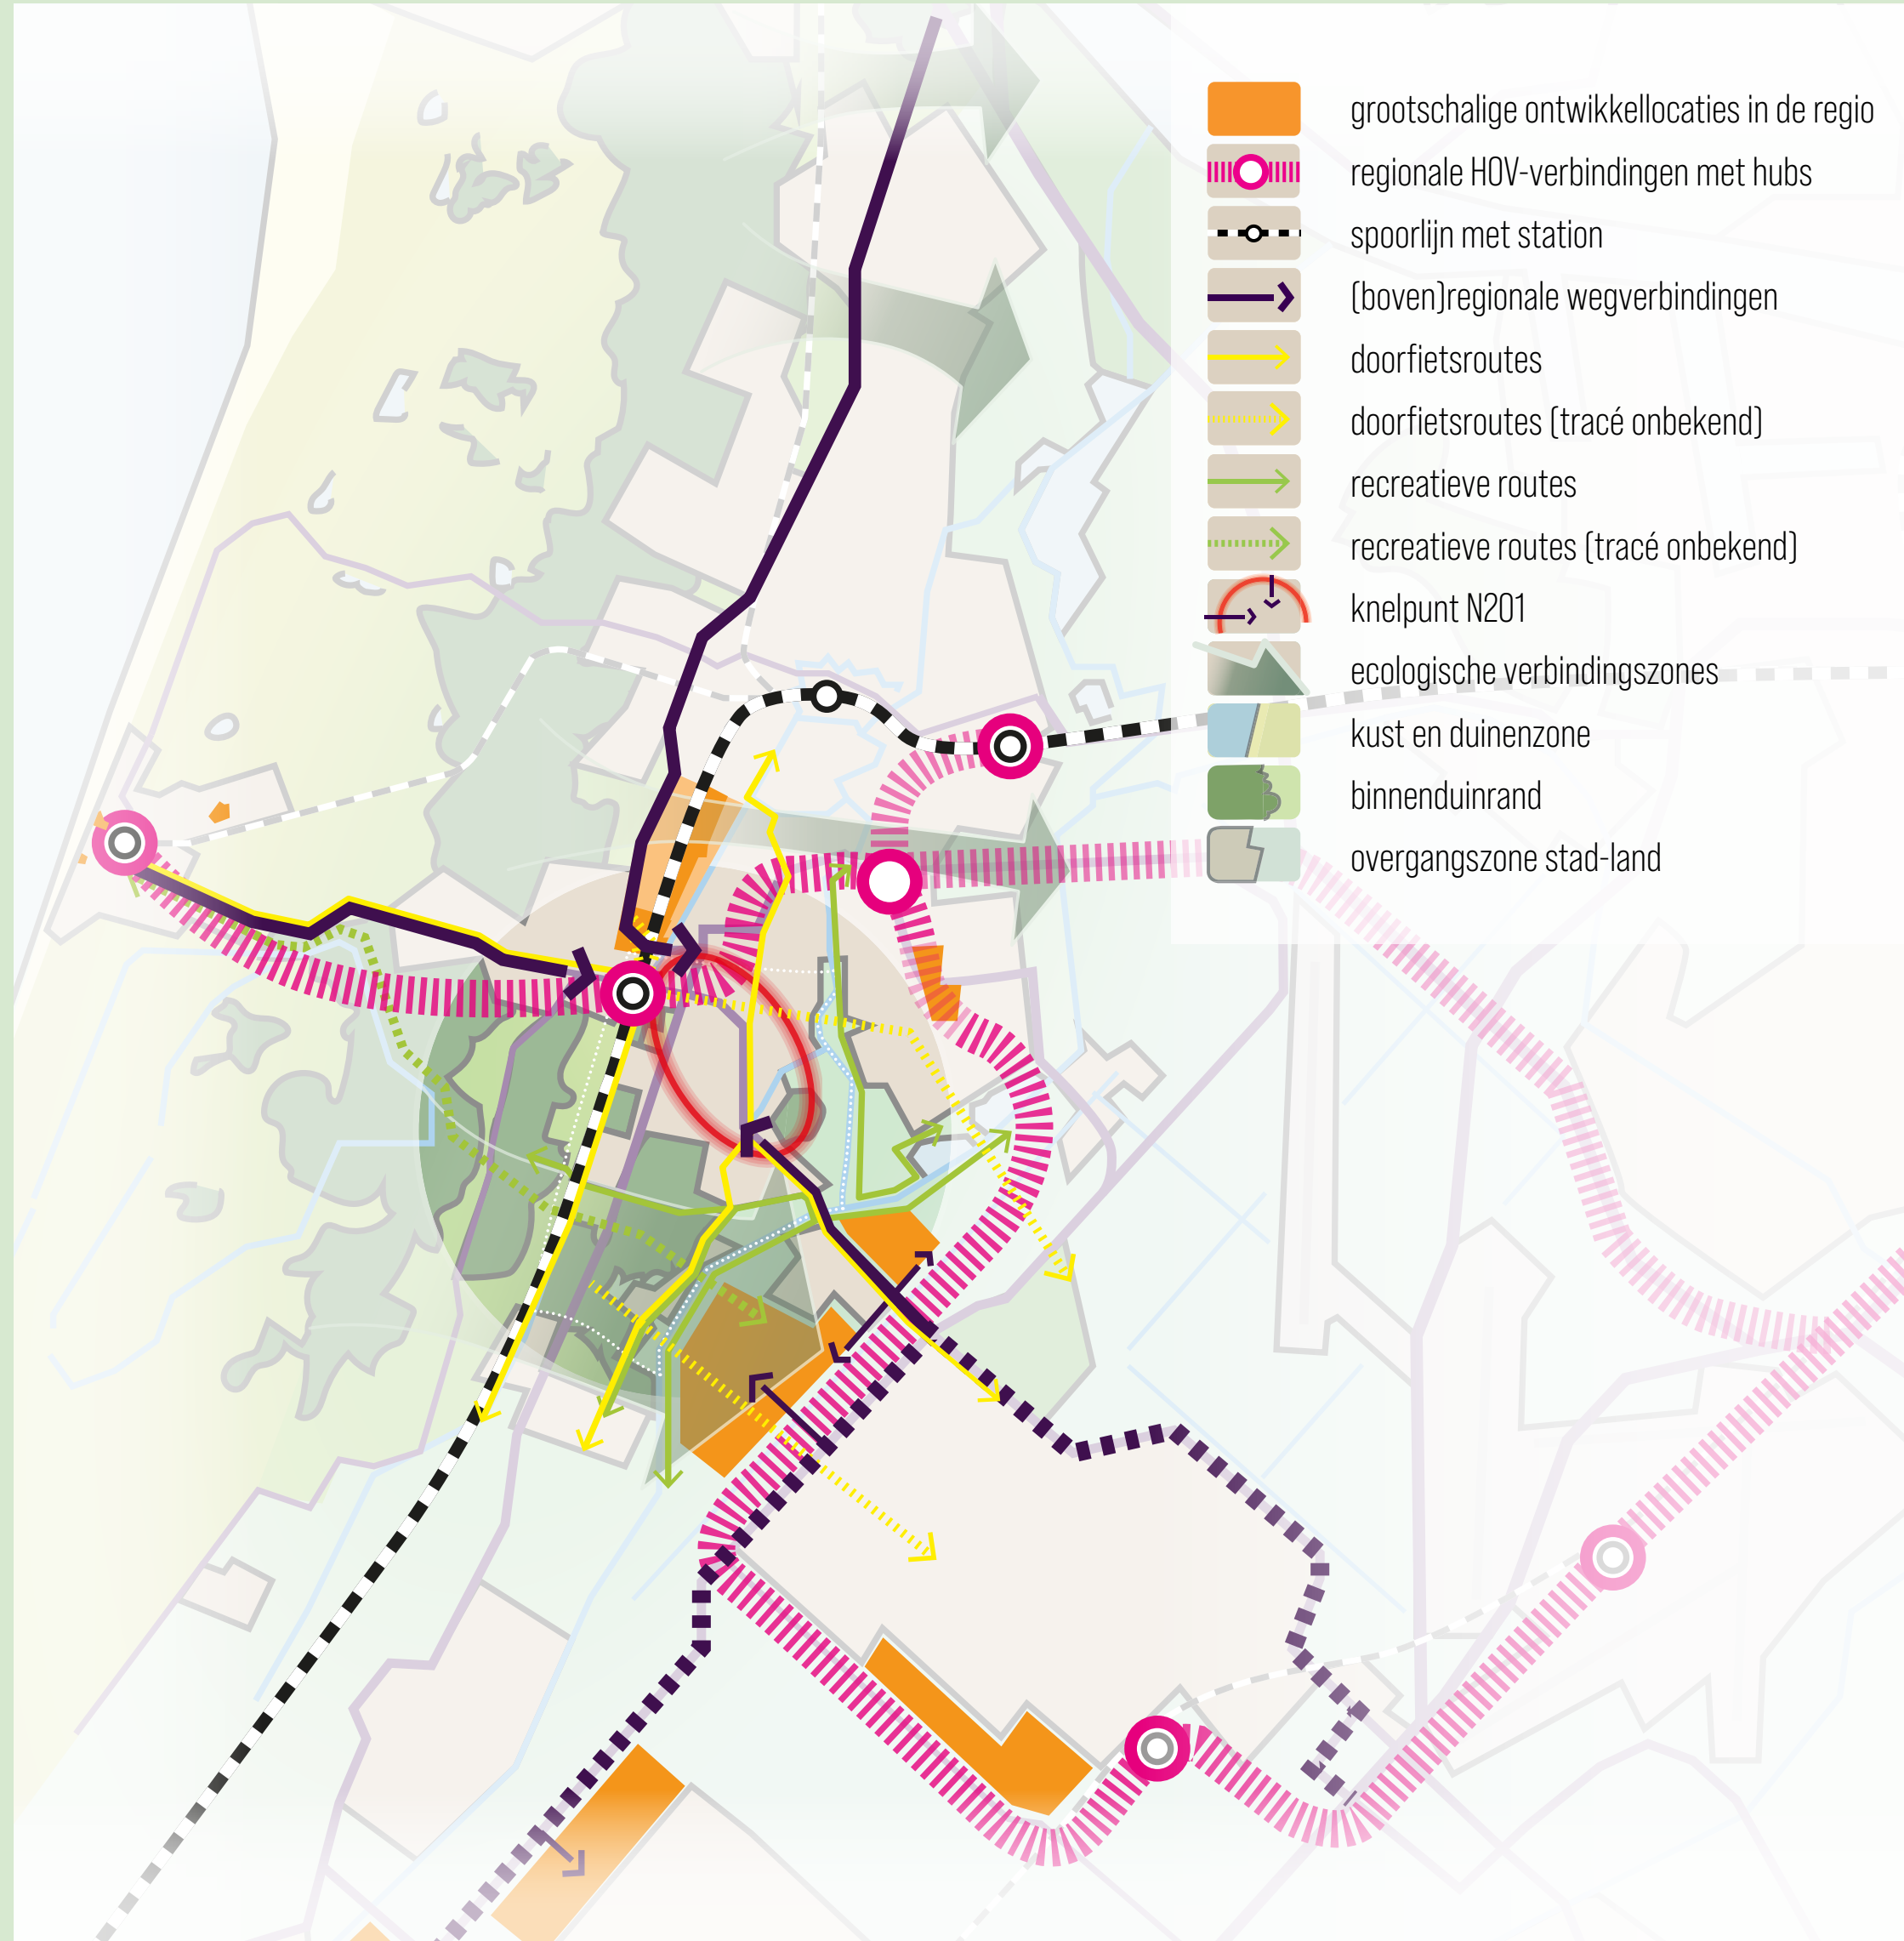 grootschalige ontwikkellocaties in de regio
regionale HOV-verbindingen met hubs
spoorlijn met station
(boven)regionale wegverbindingen
doorfietsroutes
doorfietsroutes (tracé onbekend)
recreatieve routes
recreatieve routes (tracé onbekend)
knelpunt N201
ecologische verbindingszones
kust en duinenzone
binnenduinrand
overgangszone stad-land